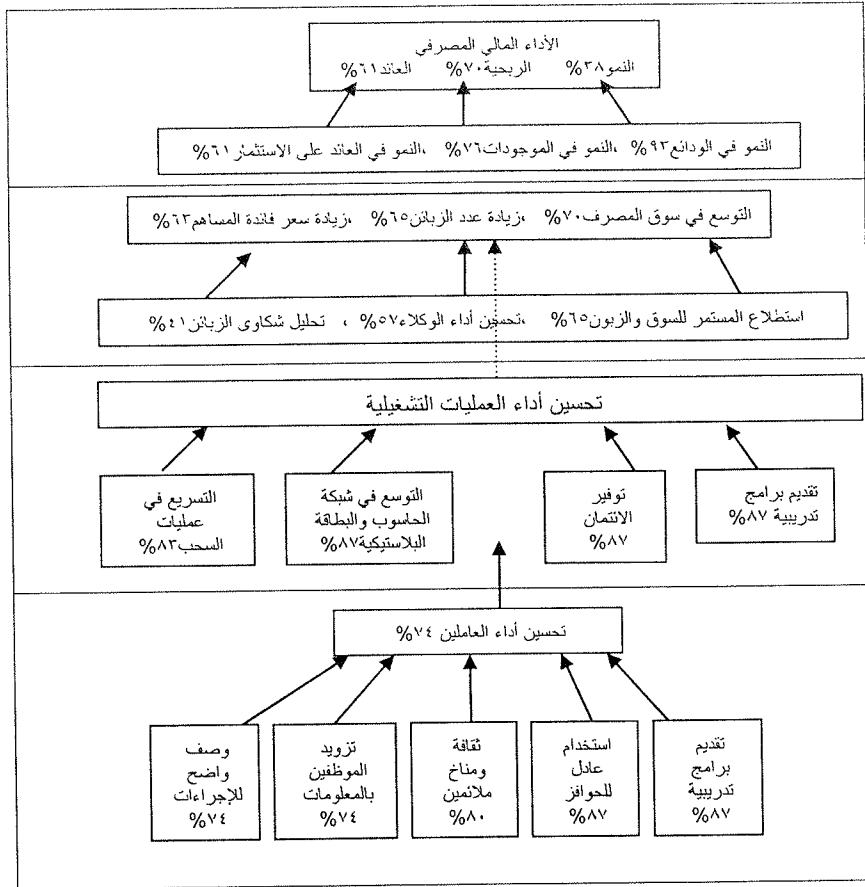 الأداء المالي المصرفي
النمو٣٨% الربحية٧٠% العائد٦١%
النمو في الودائع٩٣% ،النمو في الموجودات٧٦% ،النمو في العائد على الاستثمار٦١%
التوسع في سوق المصرف٧٠% ،زيادة عدد الزبائن٦٥% ،زيادة سعر فائدة المساهم٦٣%
استطلاع المستمر للسوق والزبون٦٥% ،تحسين أداء الوكلاء٥٧% ، تحليل شكاوى الزبائن٤١%
تحسين أداء العمليات التشغيلية
تقديم برامج
تدريبية ٨٧%
توفير
الائتمان
٨٧%
التوسع في شبكة
الحاسوب والبطاقة
البلاستيكية٨٧%
التسريع في
عمليات
السحب٨٣%
تحسين أداء العاملين ٧٤%
تقديم
برامج
تدريبية
٨٧%
استخدام
عادل
للحوافز
٨٧%
ثقافة
ومناخ
ملائمين
٨٠%
تزويد
الموظفين
بالمعلومات
٧٤%
وصف
واضح
للإجراءات
٧٤%